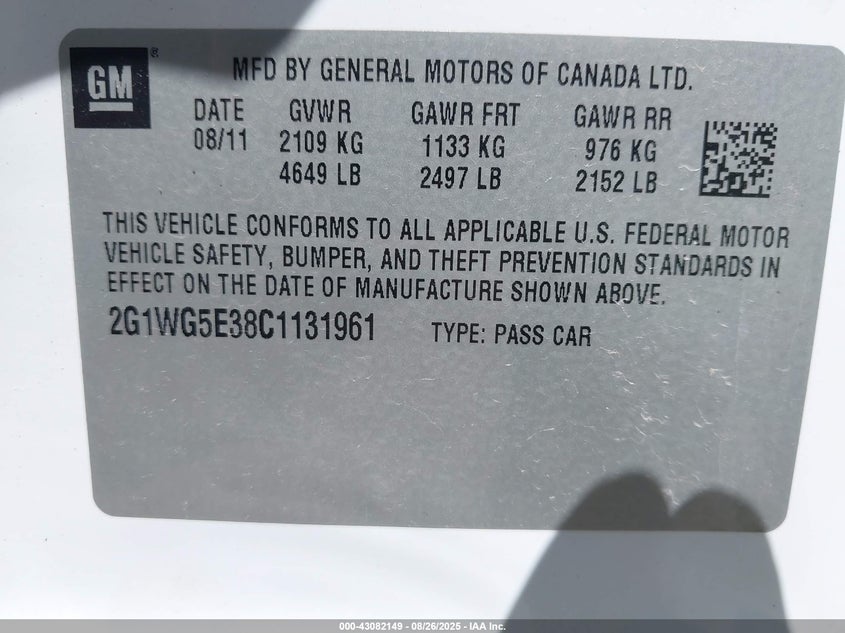 GM ®
MFD BY GENERAL MOTORS OF CANADA LTD.
DATE GVWR GAWR FRT GAWR RR
08/11 2109 KG 1133 KG 976 KG
4649 LB 2497 LB 2152 LB
THIS VEHICLE CONFORMS TO ALL APPLICABLE U.S. FEDERAL MOTOR
VEHICLE SAFETY, BUMPER, AND THEFT PREVENTION STANDARDS IN
EFFECT ON THE DATE OF MANUFACTURE SHOWN ABOVE.
2G1WG5E38C1131961 TYPE: PASS CAR
000-43082149 - 08/26/2025 - IAA Inc.